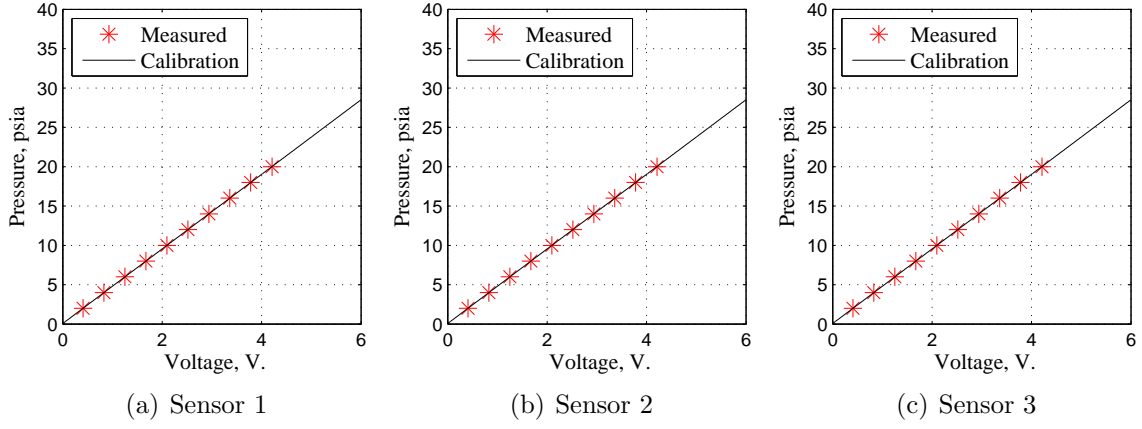 40
35
30
25
20
15
10
5
0
Pressure, psia
Measured
Calibration
0 2 4 6
Voltage, V.
(a) Sensor 1
40
35
30
25
20
15
10
5
0
Pressure, psia
Measured
Calibration
0 2 4 6
Voltage, V.
(b) Sensor 2
40
35
30
25
20
15
10
5
0
Pressure, psia
Measured
Calibration
0 2 4 6
Voltage, V.
(c) Sensor 3